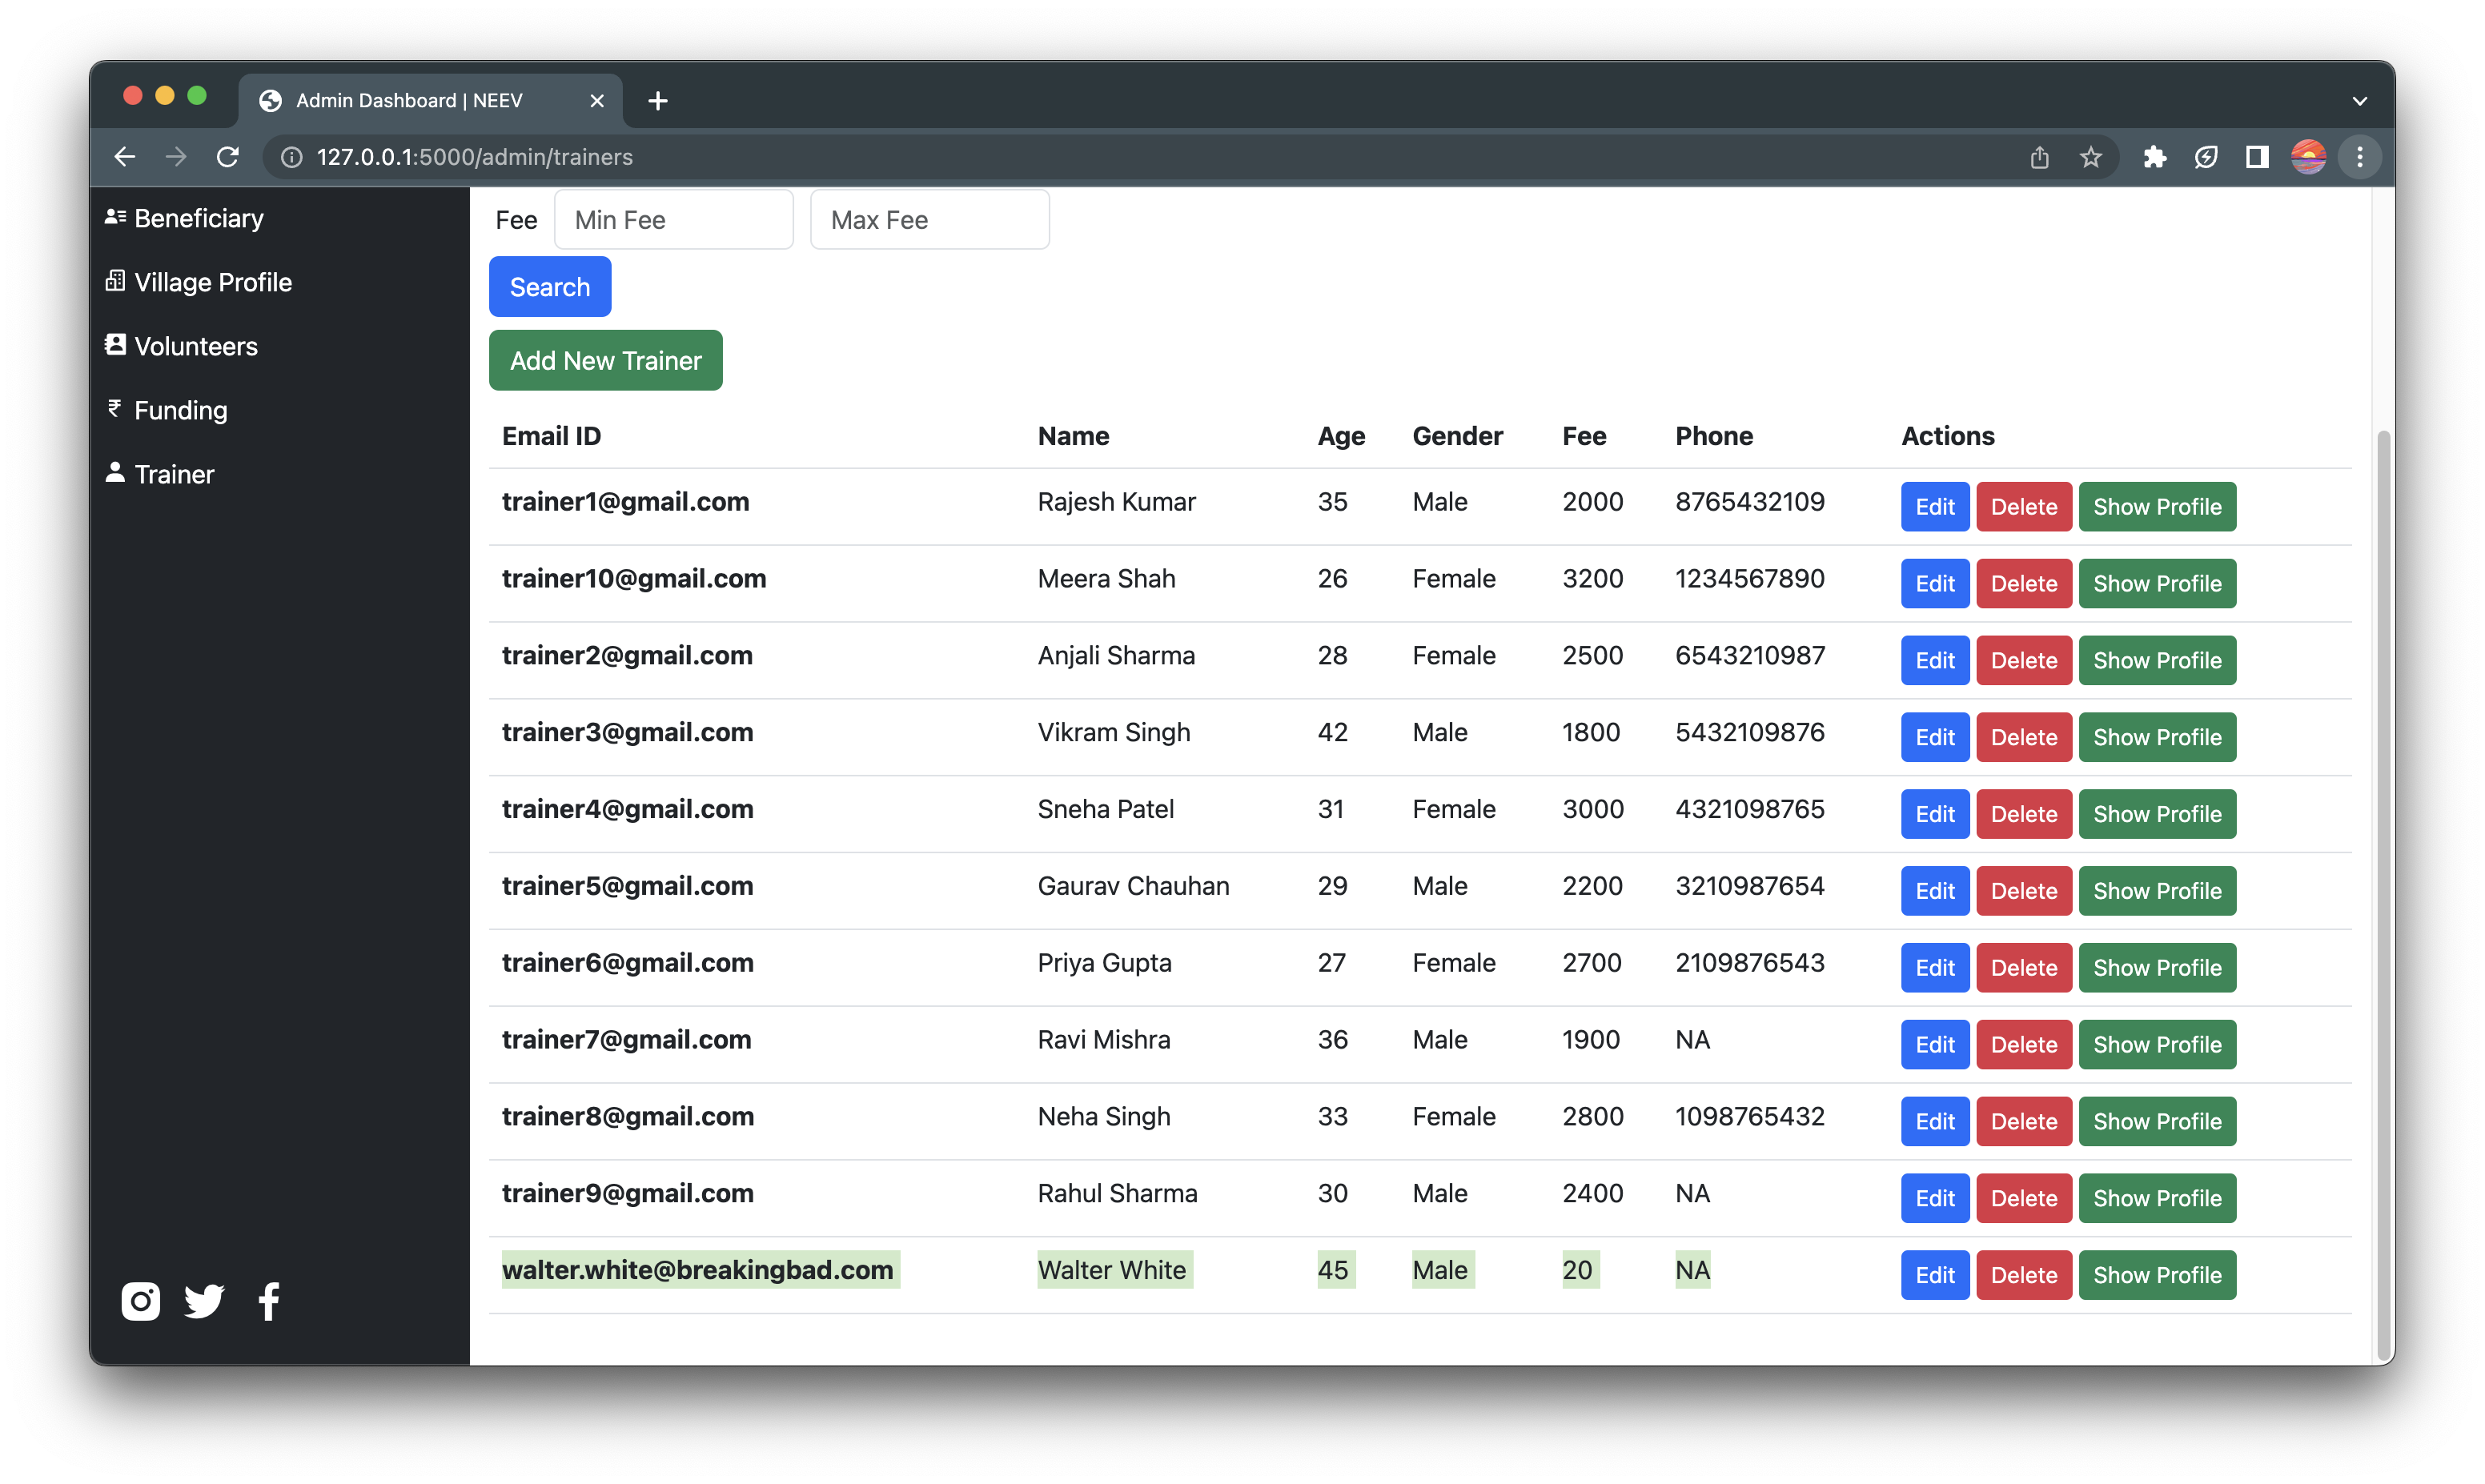 Admin Dashboard | NEEV
127.0.0.1:5000/admin/trainers
Beneficiary
Village Profile
Volunteers
₹ Funding
Trainer
Fee Min Fee Max Fee
Search
Add New Trainer
Email ID Name Age Gender Fee Phone Actions
trainer1@gmail.com Rajesh Kumar 35 Male 2000 8765432109 Edit Delete Show Profile
trainer10@gmail.com Meera Shah 26 Female 3200 1234567890 Edit Delete Show Profile
trainer2@gmail.com Anjali Sharma 28 Female 2500 6543210987 Edit Delete Show Profile
trainer3@gmail.com Vikram Singh 42 Male 1800 5432109876 Edit Delete Show Profile
trainer4@gmail.com Sneha Patel 31 Female 3000 4321098765 Edit Delete Show Profile
trainer5@gmail.com Gaurav Chauhan 29 Male 2200 3210987654 Edit Delete Show Profile
trainer6@gmail.com Priya Gupta 27 Female 2700 2109876543 Edit Delete Show Profile
trainer7@gmail.com Ravi Mishra 36 Male 1900 NA Edit Delete Show Profile
trainer8@gmail.com Neha Singh 33 Female 2800 1098765432 Edit Delete Show Profile
trainer9@gmail.com Rahul Sharma 30 Male 2400 NA Edit Delete Show Profile
walter.white@breakingbad.com Walter White 45 Male 20 NA Edit Delete Show Profile